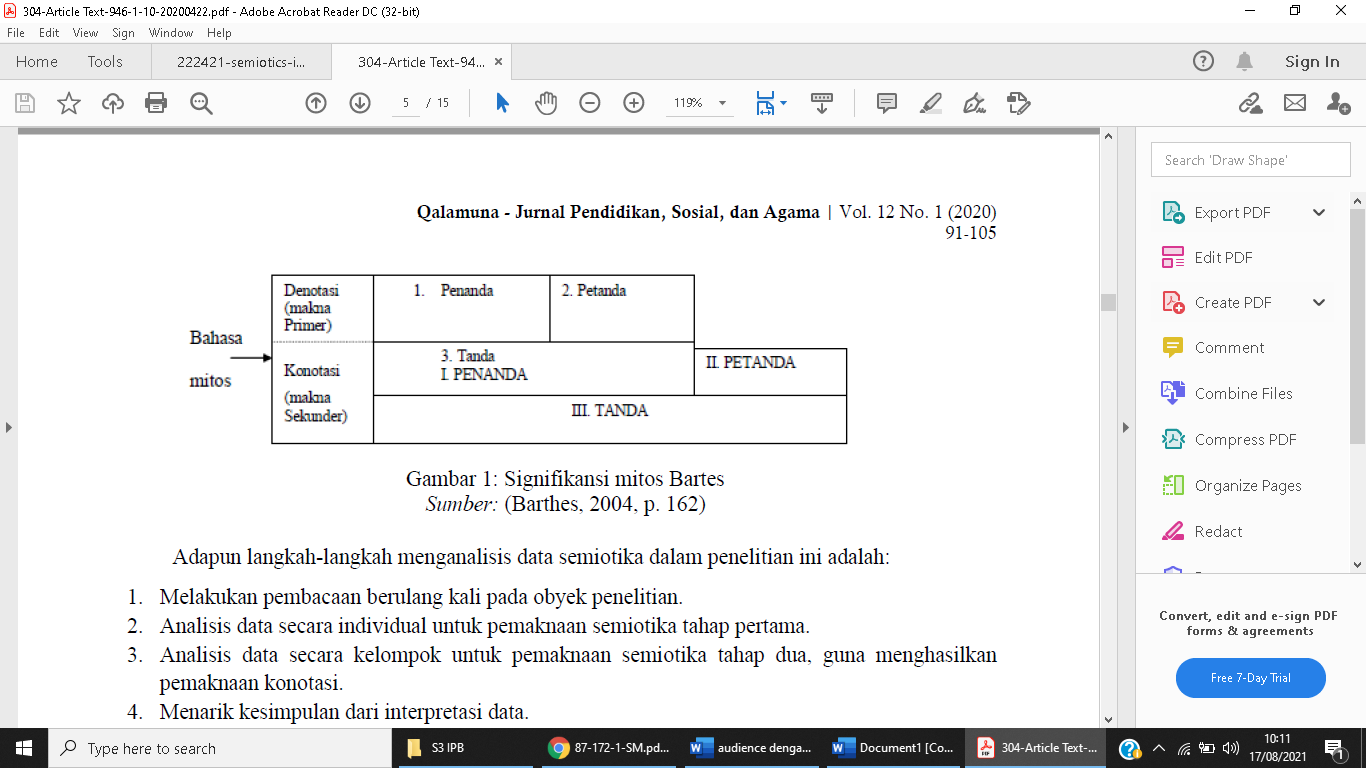 304-Article Text-946-1-10-20200422.pdf - Adobe Acrobat Reader DC (32-bit)
File Edit View Sign Window Help
Home Tools 222421-semiotics-i... 304-Article Text-94... ×
Sign In
5 / 15 119%
Search 'Draw Shape'
Export PDF
Edit PDF
Create PDF
Comment
Combine Files
Compress PDF
Organize Pages
Redact
Convert, edit and e-sign PDF
forms & agreements
Free 7-Day Trial
Qalamuna - Jurnal Pendidikan, Sosial, dan Agama | Vol. 12 No. 1 (2020)
91-105
Bahasa
mitos
Denotasi
(makna
Primer)
1. Penanda
2. Petanda
Konotasi
(makna
Sekunder)
3. Tanda
I. PENANDA
II. PETANDA
III. TANDA
Gambar 1: Signifikansi mitos Bartes
Sumber: (Barthes, 2004, p. 162)
Adapun langkah-langkah menganalisis data semiotika dalam penelitian ini adalah:
1. Melakukan pembacaan berulang kali pada obyek penelitian.
2. Analisis data secara individual untuk pemaknaan semiotika tahap pertama.
3. Analisis data secara kelompok untuk pemaknaan semiotika tahap dua, guna menghasilkan
pemaknaan konotasi.
4. Menarik kesimpulan dari interpretasi data.
Type here to search
S3 IPB
87-172-1-SM.pd...
audience denga...
Document1 [Co...
304-Article Text-...
10:11
17/08/2021
1